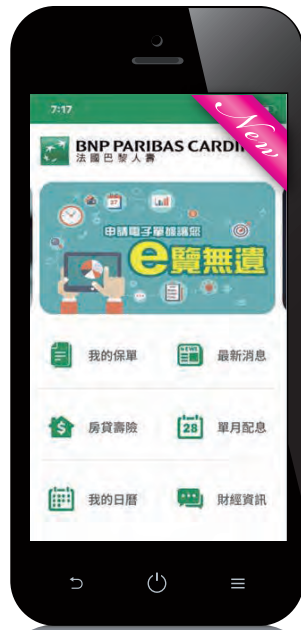 7:17
New
BNP PARIBAS CARDI
法國巴黎人壽
申請電子單據讓您
e覽無遺
我的保單
NEWS
最新消息
房貸壽險
28
單月配息
我的日曆
財經資訊